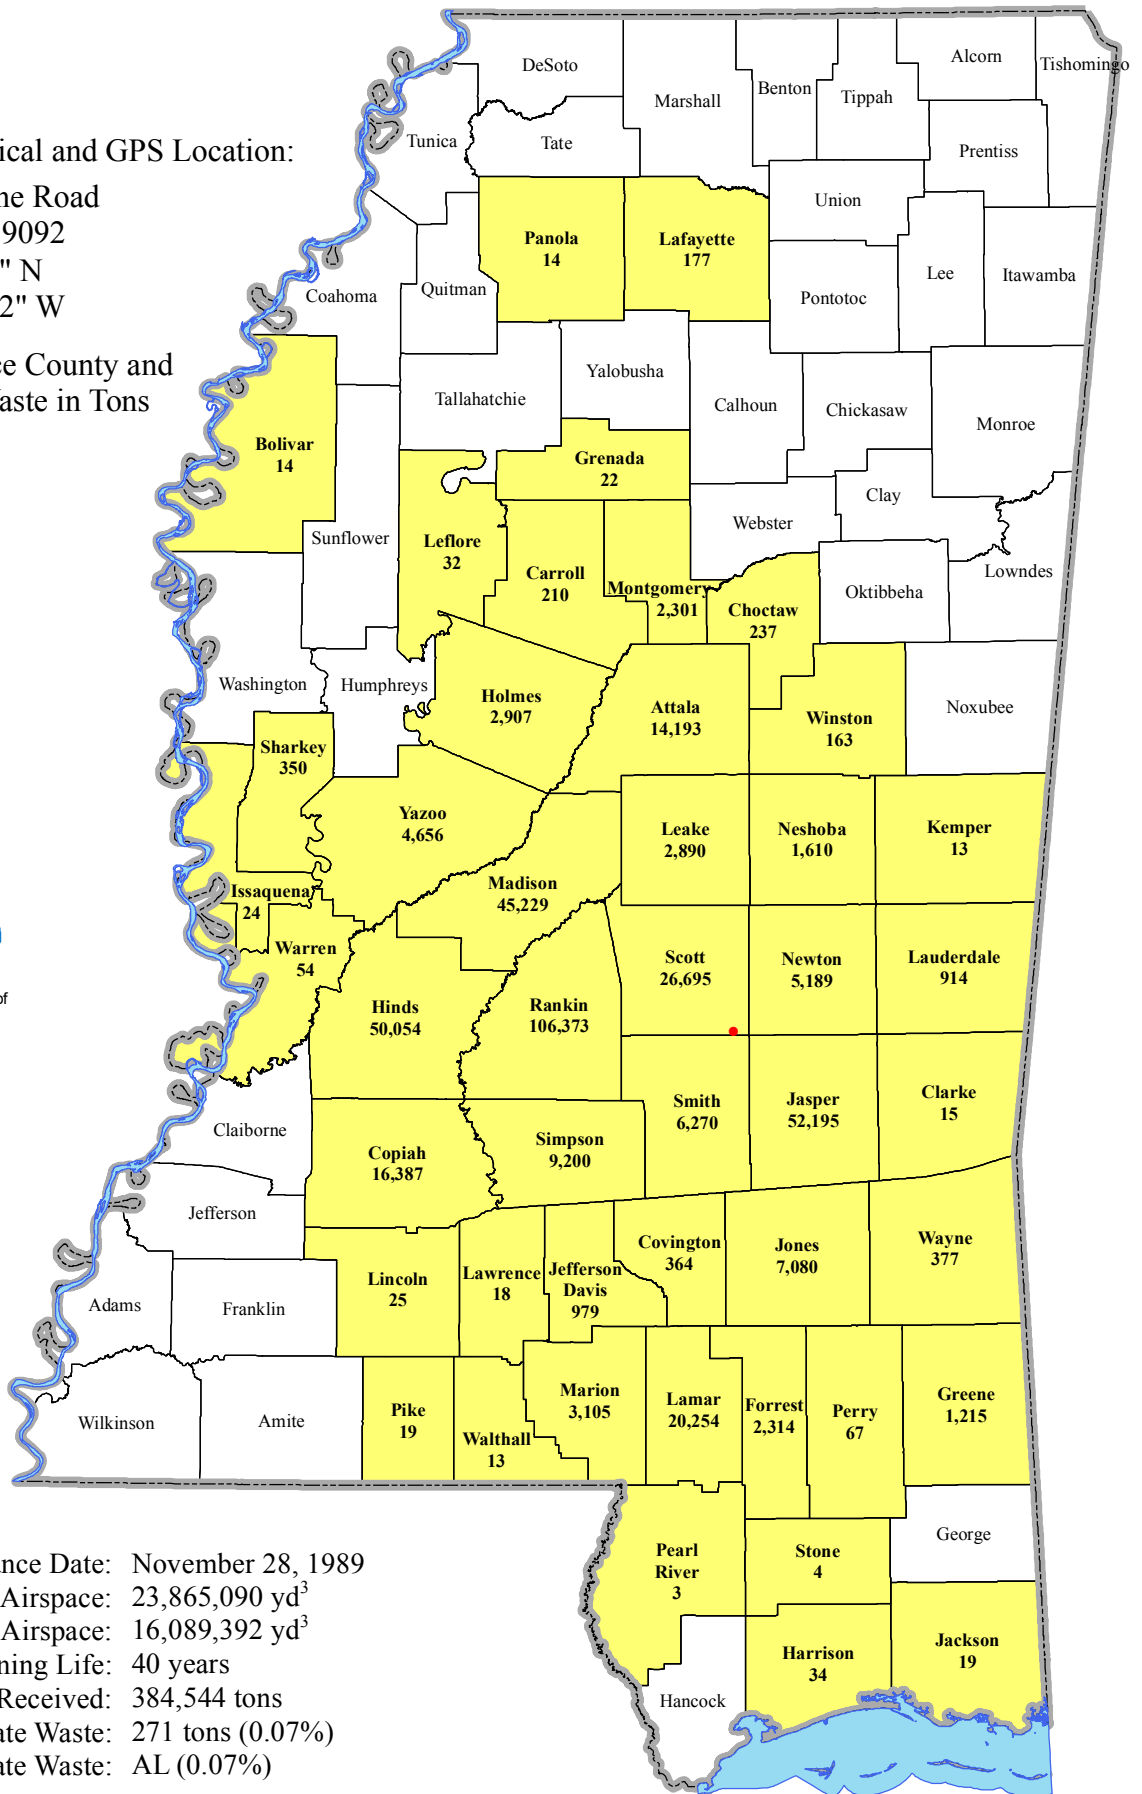 DeSoto
Marshall
Benton
Tippah
Alcorn
Tishomingo
Tunica
Tate
Prentiss
ical and GPS Location:
ne Road
9092
" N
2" W
ce County and
Vaste in Tons
Union
Panola
14
Lafayette
177
Coahoma
Quitman
Pontotoc
Lee
Itawamba
Yalobusha
Tallahatchie
Calhoun
Chickasaw
Monroe
Bolivar
14
Grenada
22
Clay
Sunflower
Leflore
32
Carroll
210
Webster
Montgomery
2,301
Choctaw
237
Oktibbeha
Lowndes
Washington
Humphreys
Holmes
2,907
Attala
14,193
Winston
163
Noxubee
Sharkey
350
Yazoo
4,656
Leake
2,890
Neshoba
1,610
Kemper
13
Issaquena
24
Madison
45,229
Warren
54
Hinds
50,054
Rankin
106,373
Scott
26,695
Newton
5,189
Lauderdale
914
of
Claiborne
Copiah
16,387
Simpson
9,200
Smith
6,270
Jasper
52,195
Clarke
15
Jefferson
Adams
Franklin
Lincoln
25
Lawrence
18
Jefferson
Davis
979
Covington
364
Jones
7,080
Wayne
377
Wilkinson
Amite
Pike
19
Walthall
13
Marion
3,105
Lamar
20,254
Forrest
2,314
Perry
67
Greene
1,215
Pearl
River
3
Stone
4
George
Hancock
Harrison
34
Jackson
19
ance Date: November 28, 1989
Airspace: 23,865,090 yd³
Airspace: 16,089,392 yd³
ning Life: 40 years
Received: 384,544 tons
ate Waste: 271 tons (0.07%)
ate Waste: AL (0.07%)